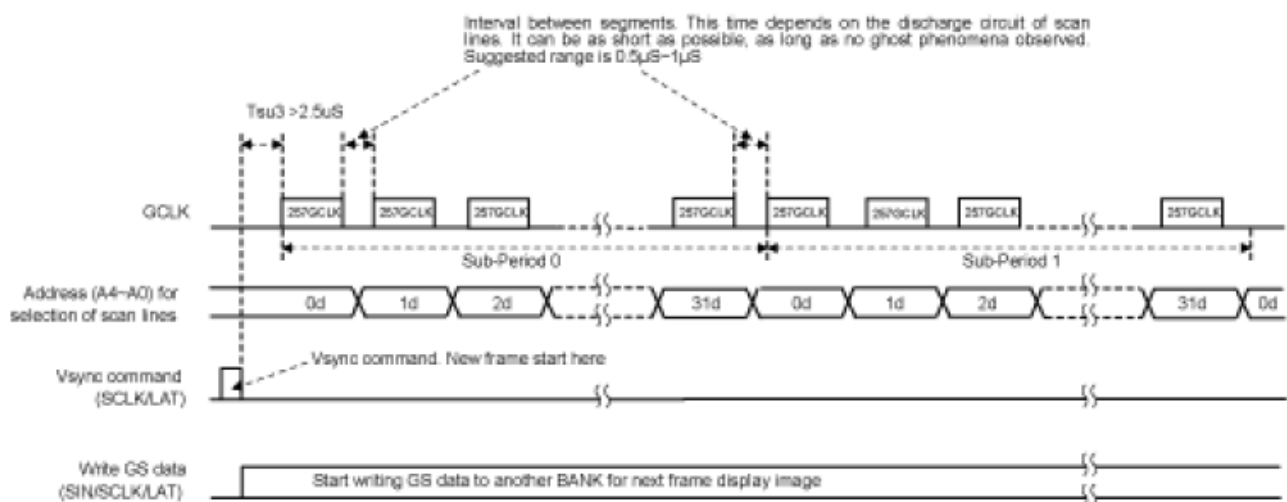 Interval between segments. This time depends on the discharge circuit of scan
lines. It can be as short as possible, as long as no ghost phenomena observed.
Suggested range is 0.5µS~1µS
Tsu3 >2.5uS
GCLK
257GCLK 257GCLK 257GCLK 257GCLK 257GCLK 257GCLK 257GCLK 257GCLK
Sub-Period 0 Sub-Period 1
Address (A4~A0) for
selection of scan lines
0d 1d 2d 31d 0d 1d 2d 31d 0d
Vsync command. New frame start here
Vsync command
(SCLK/LAT)
Write GS data
(SIN/SCLK/LAT)
Start writing GS data to another BANK for next frame display image